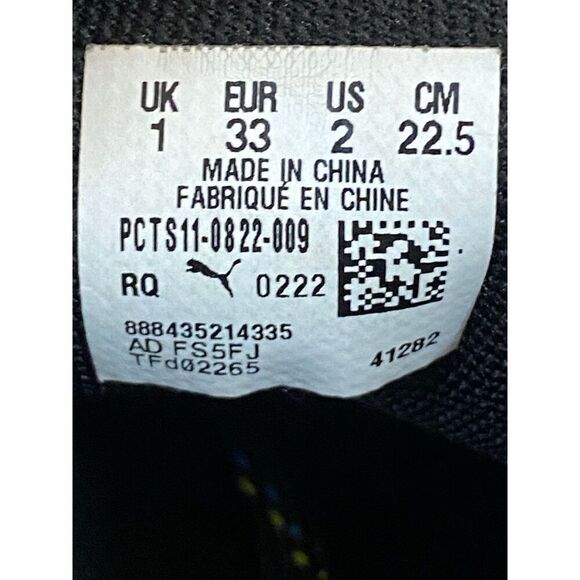 UK EUR US CM
1 33 2 22.5
MADE IN CHINA
FABRIQUÉ EN CHINE
PCTS11-0822-009
RQ 0222
888435214335
AD FS5FJ
TFd02265
41282